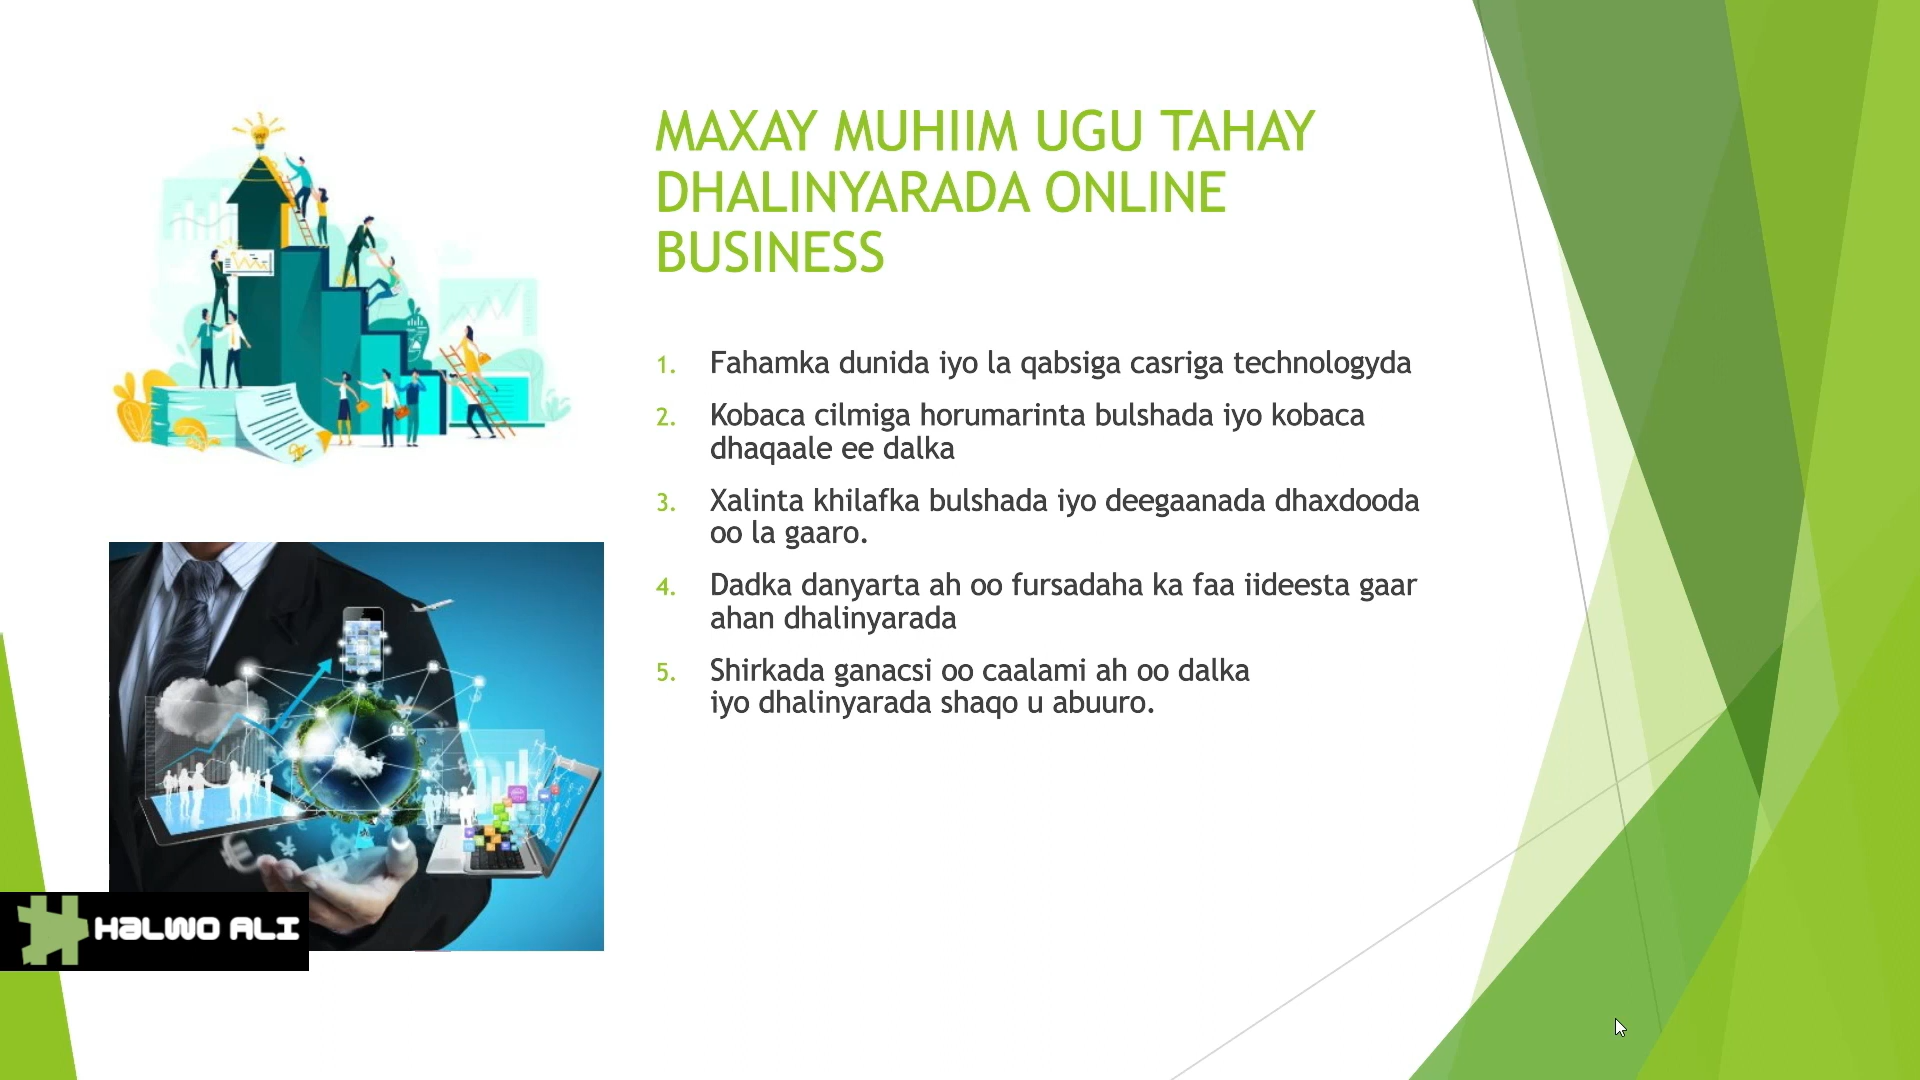 MAXAY MUHIIM UGU TAHAY
DHALINYARADA ONLINE
BUSINESS
1. Fahamka dunida iyo la qabsiga casriga technologyda
2. Kobaca cilmiga horumarinta bulshada iyo kobaca
dhaqaale ee dalka
3. Xalinta khilafka bulshada iyo deegaanada dhaxdooda
oo la gaaro.
4. Dadka danyarta ah oo fursadaha ka faa iideesta gaar
ahan dhalinyarada
5. Shirkada ganacsi oo caalami ah oo dalka
iyo dhalinyarada shaqo u abuuro.
HALWO ALI